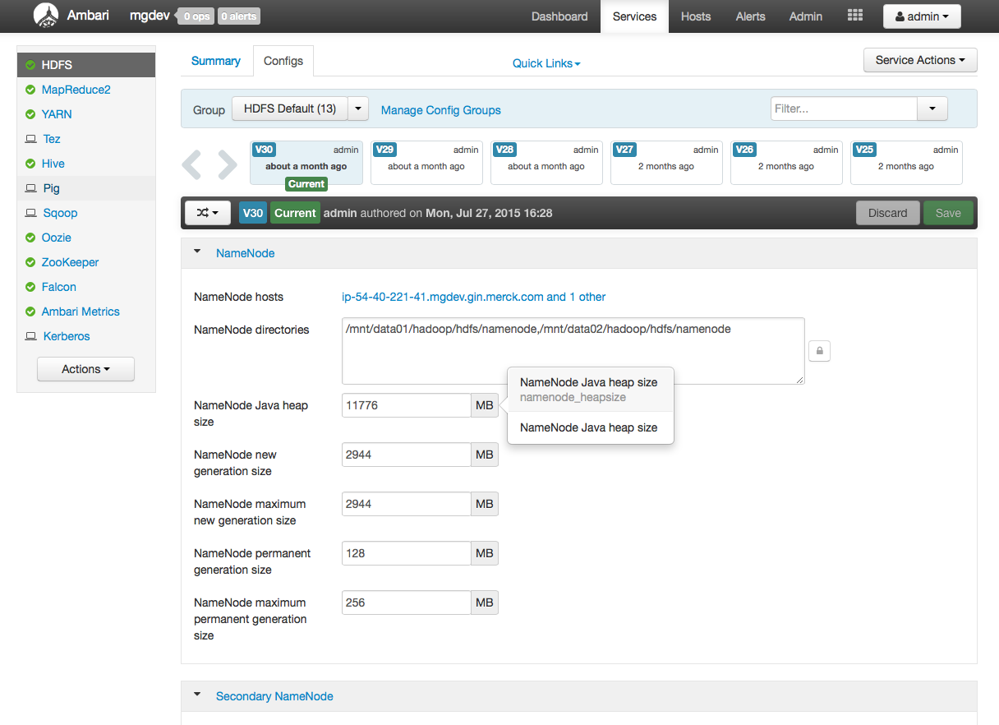 Ambari mgdev 0 ops 0 alerts Dashboard Services Hosts Alerts Admin admin
HDFS
MapReduce2
YARN
Tez
Hive
Pig
Sqoop
Oozie
ZooKeeper
Falcon
Ambari Metrics
Kerberos
Actions
Summary Configs Quick Links Service Actions
Group HDFS Default (13) Manage Config Groups Filter...
V30 admin V29 admin V28 admin V27 admin V26 admin V25 admin
about a month ago about a month ago about a month ago 2 months ago 2 months ago 2 months ago
Current
V30 Current admin authored on Mon, Jul 27, 2015 16:28 Discard Save
NameNode
NameNode hosts ip-54-40-221-41.mgdev.gin.merck.com and 1 other
NameNode directories /mnt/data01/hadoop/hdfs/namenode,/mnt/data02/hadoop/hdfs/namenode
NameNode Java heap size
namenode_heapsize
NameNode Java heap size
NameNode Java heap 11776 MB
size
NameNode new 2944 MB
generation size
NameNode maximum 2944 MB
new generation size
NameNode permanent 128 MB
generation size
NameNode maximum 256 MB
permanent generation
size
Secondary NameNode